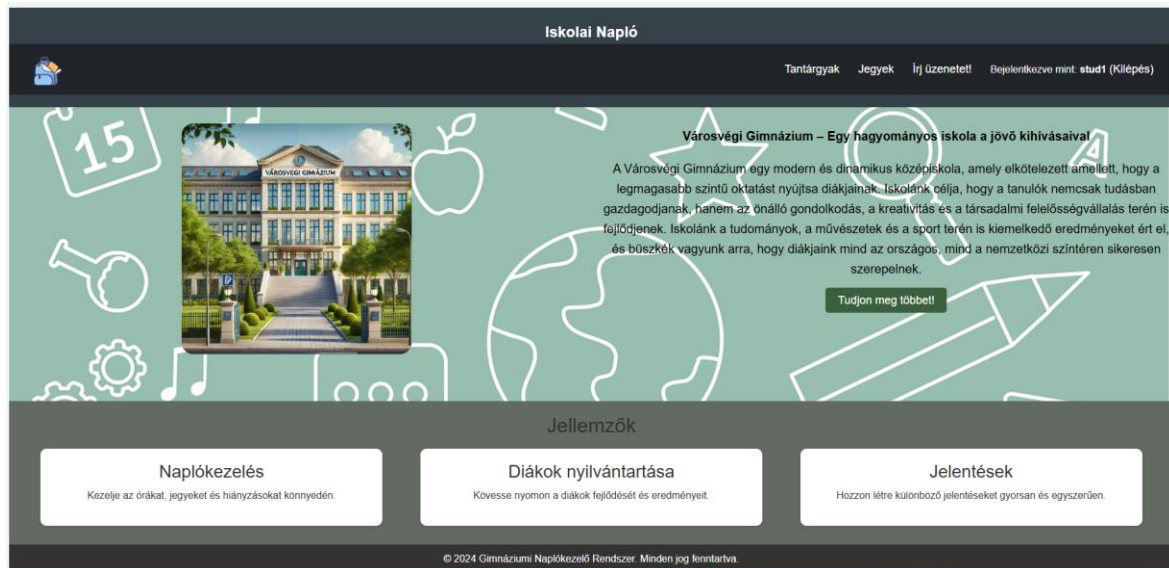 Iskolai Napló
Tantárgyak Jegyek Írj üzenetet! Bejelentkezve mint: stud1 (Kilépés)
15
VÁROSVÉGI GIMNÁZIUM
Városvégi Gimnázium – Egy hagyományos iskola a jövő kihívásaival
A
A Városvégi Gimnázium egy modern és dinamikus középiskola, amely elkötelezett amellett, hogy a
legmagasabb szintű oktatást nyújtsa diákjainak. Iskolánk célja, hogy a tanulók nemcsak tudásban
gazdagodjanak, hanem az önálló gondolkodás, a kreativitás és a társadalmi felelősségvállalás terén is
fejlődjenek. Iskolánk a tudományok, a művészetek és a sport terén is kiemelkedő eredményeket ért el,
és büszkék vagyunk arra, hogy diákjaink mind az országos, mind a nemzetközi színtéren sikeresen
szerepelnek.
Tudjon meg többet!
Jellemzők
Naplókezelés
Kezelje az órákat, jegyeket és hiányzásokat könnyedén.
Diákok nyilvántartása
Kövesse nyomon a diákok fejlődését és eredményeit.
Jelentések
Hozzon létre különböző jelentéseket gyorsan és egyszerűen.
© 2024 Gimnáziumi Naplókezelő Rendszer. Minden jog fenntartva.